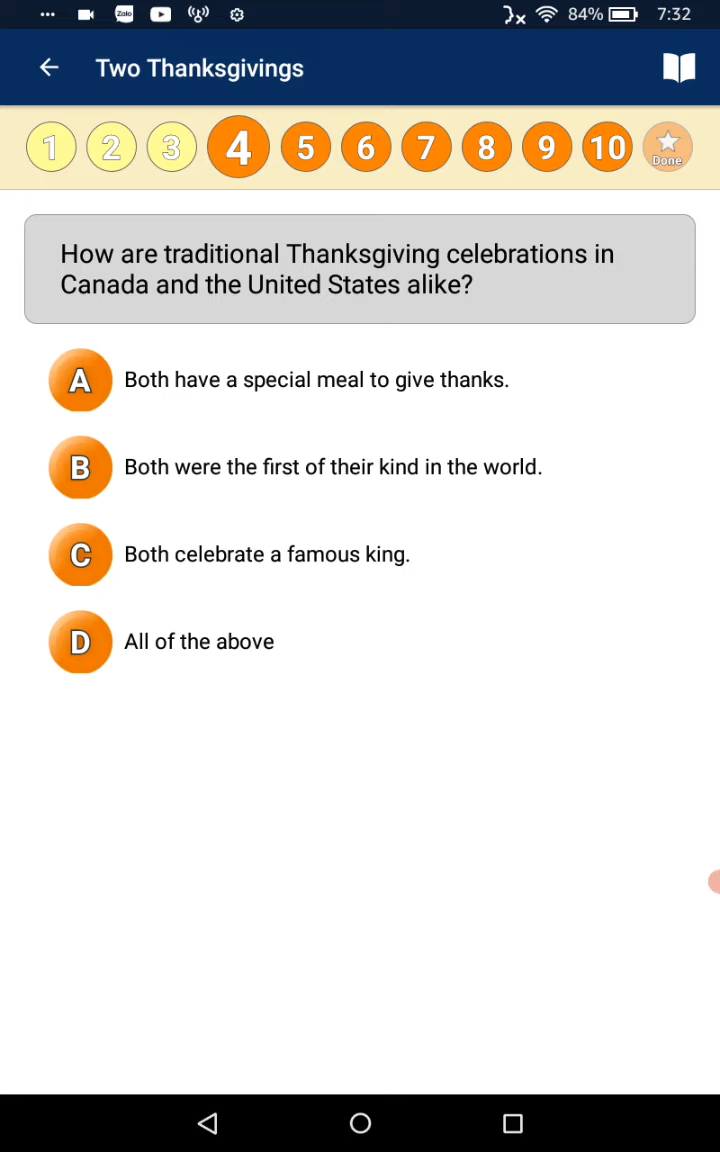 Zalo 84% 7:32
Two Thanksgivings
1 2 3 4 5 6 7 8 9 10 Done
How are traditional Thanksgiving celebrations in
Canada and the United States alike?
A Both have a special meal to give thanks.
B Both were the first of their kind in the world.
C Both celebrate a famous king.
D All of the above